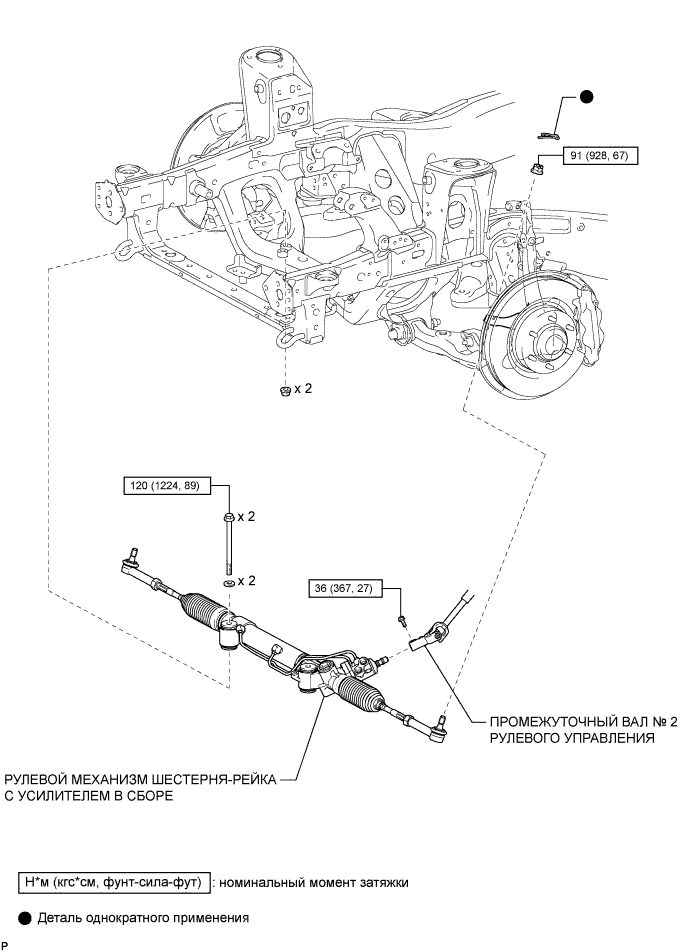 91 (928, 67)
x 2
120 (1224, 89)
x 2
x 2
36 (367, 27)
ПРОМЕЖУТОЧНЫЙ ВАЛ № 2
РУЛЕВОГО УПРАВЛЕНИЯ
РУЛЕВОЙ МЕХАНИЗМ ШЕСТЕРНЯ-РЕЙКА
С УСИЛИТЕЛЕМ В СБОРЕ
Н*м (кгс*см, фунт-сила-фут) : номинальный момент затяжки
Деталь однократного применения
P